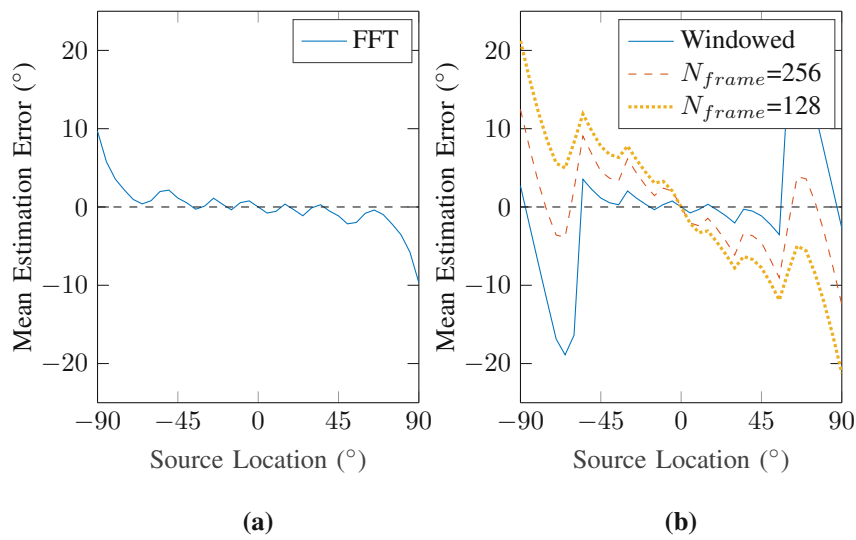 20
10
0
−10
−20
−90
−45
0
45
90
Mean Estimation Error (°)
Source Location (°)
FFT
(a)
20
10
0
−10
−20
−90
−45
0
45
90
Mean Estimation Error (°)
Source Location (°)
Windowed
N_frame=256
N_frame=128
(b)